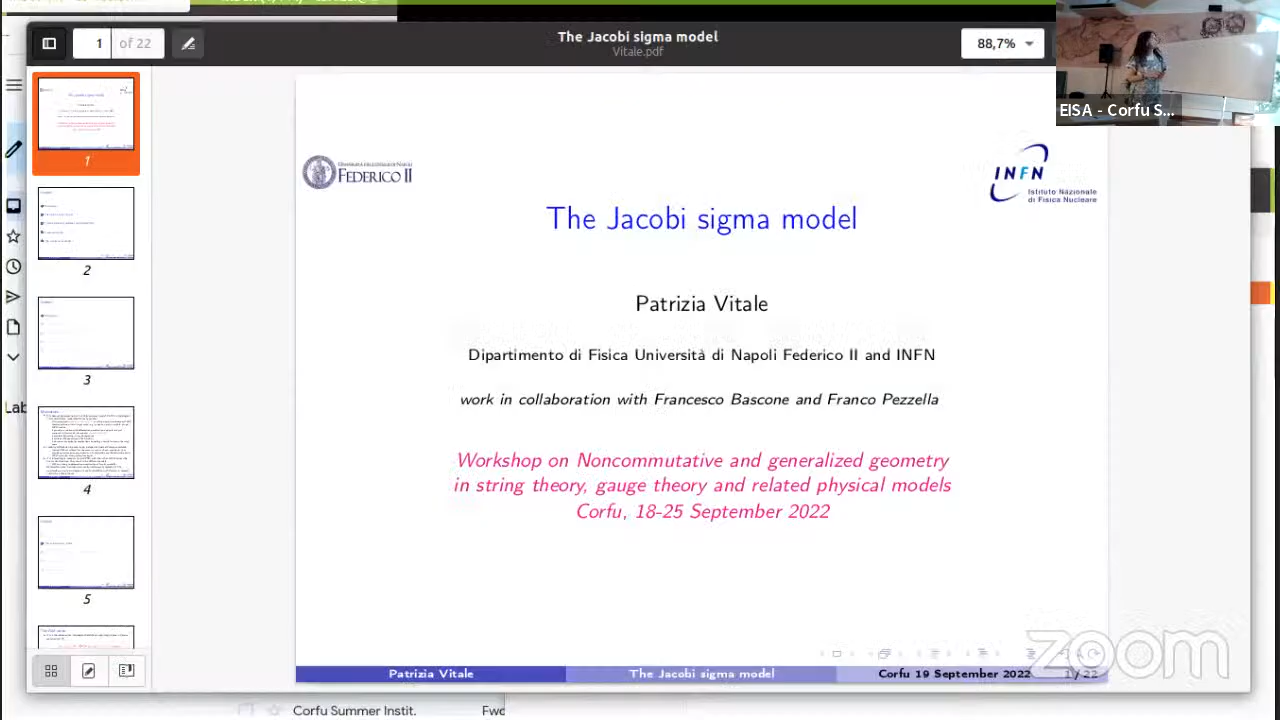 The Jacobi sigma model
Vitale.pdf
1 of 22
88,7%
EISA - Corfu S...
FEDERICO II
INFN
Istituto Nazionale
di Fisica Nucleare
The Jacobi sigma model
Patrizia Vitale
Dipartimento di Fisica Università di Napoli Federico II and INFN
work in collaboration with Francesco Bascone and Franco Pezzella
Workshop on Noncommutative and generalized geometry
in string theory, gauge theory and related physical models
Corfu, 18-25 September 2022
Patrizia Vitale
The Jacobi sigma model
Corfu 19 September 2022
1 / 22
1
2
3
4
5
Lab
zoom
Corfu Summer Instit.
Fwd